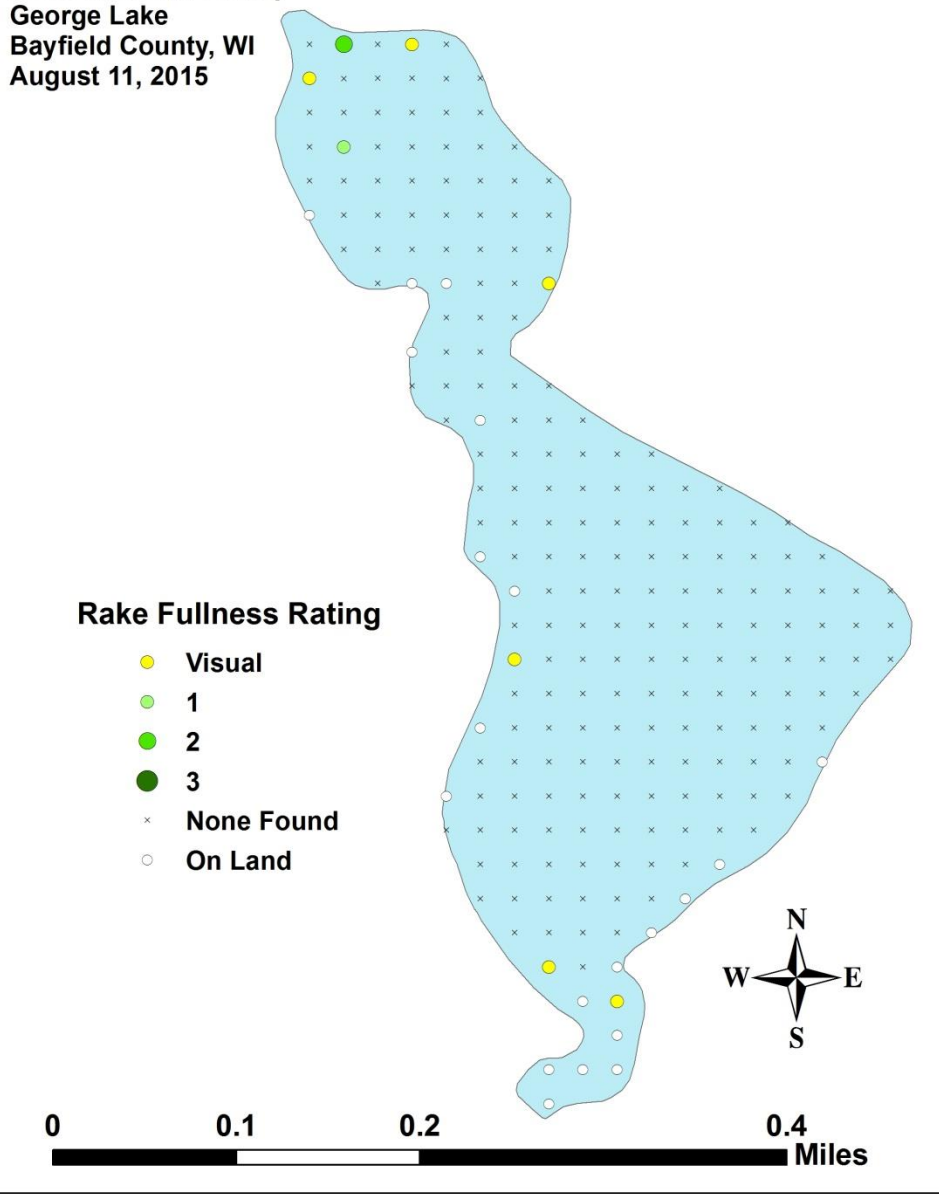 George Lake
Bayfield County, WI
August 11, 2015
Rake Fullness Rating
Visual
1
2
3
None Found
On Land
N
W E
S
0 0.1 0.2 0.4
Miles